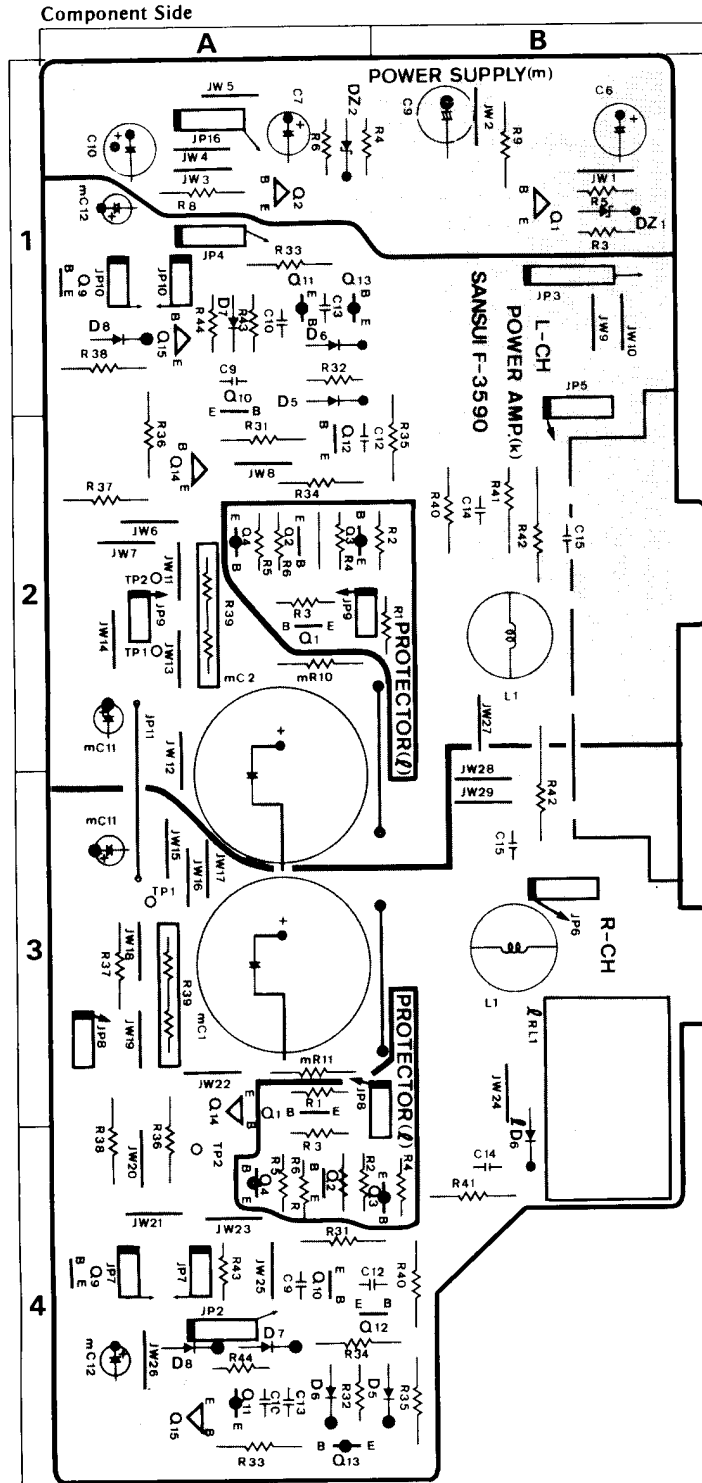 Component Side
A B
POWER SUPPLY(m)
JW5
C7
DZ2
C9
JW2
C6
C10
JP16
R6
R4
R9
JW4
JW3
JW1
mC12
R8
B Q2 E
B Q1 E
R5
DZ1
R3
1
JP4
R33
B Q9 E
JP10
JP10
Q11
Q13
E C13 B
JP3
D8
Q15
B E
R44
D7
R43
C10
D6
E
SANSUI F-3590
POWER AMP.(k)
L-CH
JW9
JW10
R38
C9
R32
Q10
E B
D5
JP5
R36
R31
Q12
B E
C12
R35
Q14
B E
JW8
R37
R34
R40
C14
R41
R42
C15
JW6
JW7
E Q4 B
Q2
E B
Q3
B E
R2
R5
R6
R4
JW11
TP2
2
JP9
R39
R3
JP9
R1
B E
Q1
JW14
TP1
JW13
PROTECTOR(ℓ)
mR10
mC2
L1
mC11
JP11
JW12
JW27
JW28
JW29
R42
mC11
JW15
JW16
JW17
C15
TP1
JP6
R-CH
3
JW18
R37
R39
L1
mC1
JP8
JW19
PROTECTOR(ℓ)
ℓRL1
mR11
JW22
JP8
JW24
R1
Q14
E B
Q1
B E
ℓD6
R38
JW20
R36
TP2
R3
B Q4 E
R5
R6
R
Q2
B E
R2
E Q3 B
R4
C14
R41
JW21
JW23
R31
B Q9 E
JP7
JP7
R43
JW25
C9
Q10
E B
C12
R40
4
JP2
E B
Q12
mC12
JW26
D8
D7
R34
R44
Q15
E B
B Q11 E
C10
C13
D6
R32
D5
R35
R33
B E
Q13